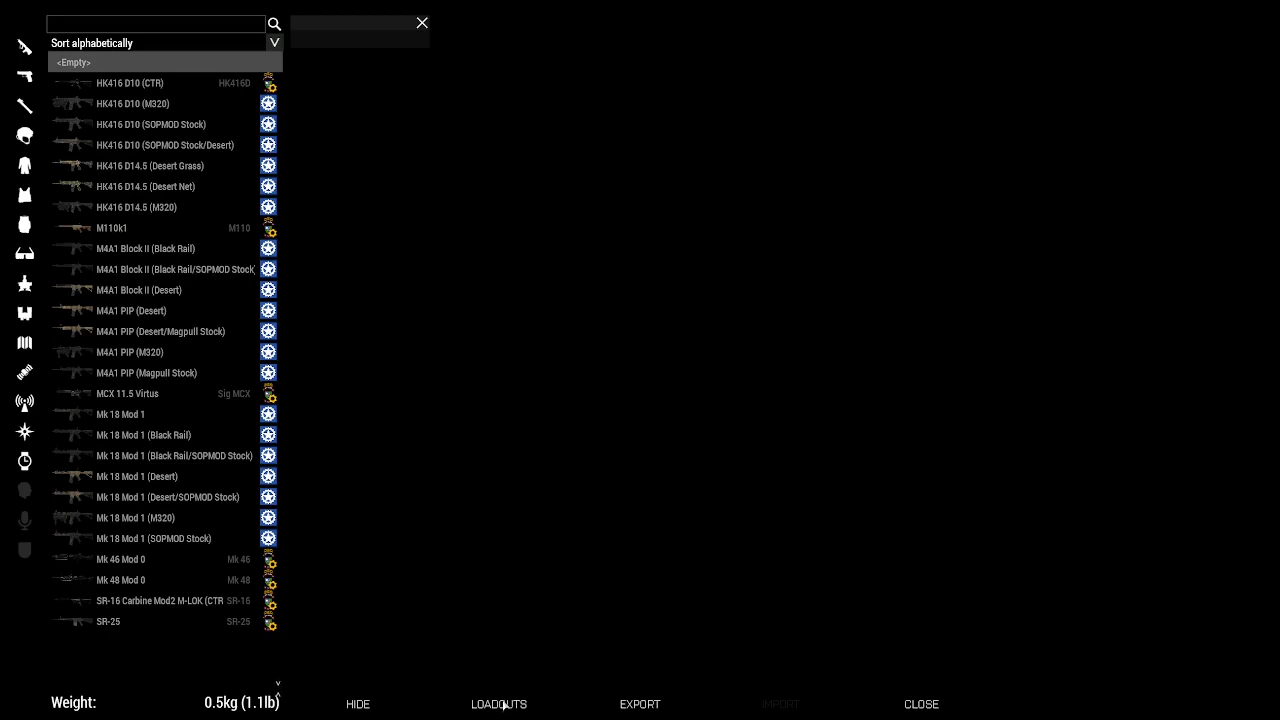 Sort alphabetically
<Empty>
HK416 D10 (CTR) HK416D
HK416 D10 (M320)
HK416 D10 (SOPMOD Stock)
HK416 D10 (SOPMOD Stock/Desert)
HK416 D14.5 (Desert Grass)
HK416 D14.5 (Desert Net)
HK416 D14.5 (M320)
M110k1 M110
M4A1 Block II (Black Rail)
M4A1 Block II (Black Rail/SOPMOD Stock)
M4A1 Block II (Desert)
M4A1 PIP (Desert)
M4A1 PIP (Desert/Magpull Stock)
M4A1 PIP (M320)
M4A1 PIP (Magpull Stock)
MCX 11.5 Virtus Sig MCX
Mk 18 Mod 1
Mk 18 Mod 1 (Black Rail)
Mk 18 Mod 1 (Black Rail/SOPMOD Stock)
Mk 18 Mod 1 (Desert)
Mk 18 Mod 1 (Desert/SOPMOD Stock)
Mk 18 Mod 1 (M320)
Mk 18 Mod 1 (SOPMOD Stock)
Mk 46 Mod 0 Mk 46
Mk 48 Mod 0 Mk 48
SR-16 Carbine Mod2 M-LOK (CTR SR-16
SR-25 SR-25
Weight: 0.5kg (1.1lb) HIDE LOADOUTS EXPORT IMPORT CLOSE